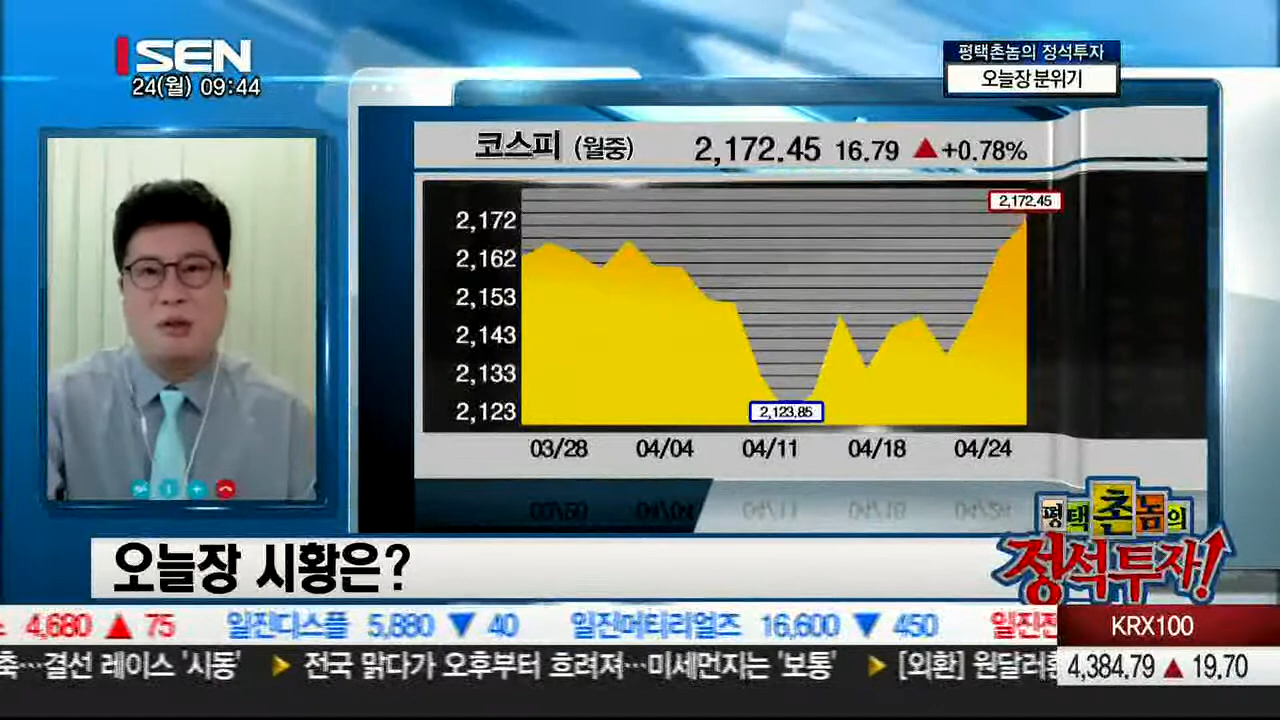 SEN
24(월) 09:44
평택촌놈의 정석투자
오늘장 분위기
코스피 (월중) 2,172.45 16.79 ▲+0.78%
2,172.45
2,172
2,162
2,153
2,143
2,133
2,123
2,123.85
03/28 04/04 04/11 04/18 04/24
평택촌놈의
정석투자!
오늘장 시황은?
4,680 ▲ 75 일진디스플 5,880 ▼ 40 일진머티리얼즈 16,600 ▼ 450 일진전
KRX100
축…결선 레이스 '시동' ▶ 전국 맑다가 오후부터 흐려져…미세먼지는 '보통' ▶ [외환] 원달러환
4,384.79 ▲ 19.70